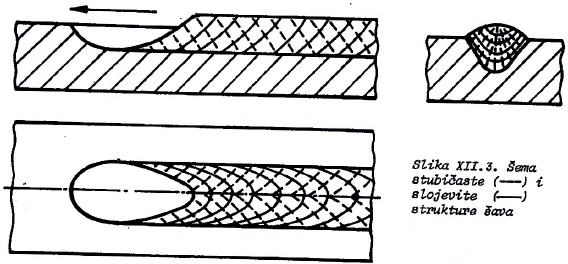 Slika XII.3. Šema
stubičaste (---) i
slojevite (——)
strukture šava